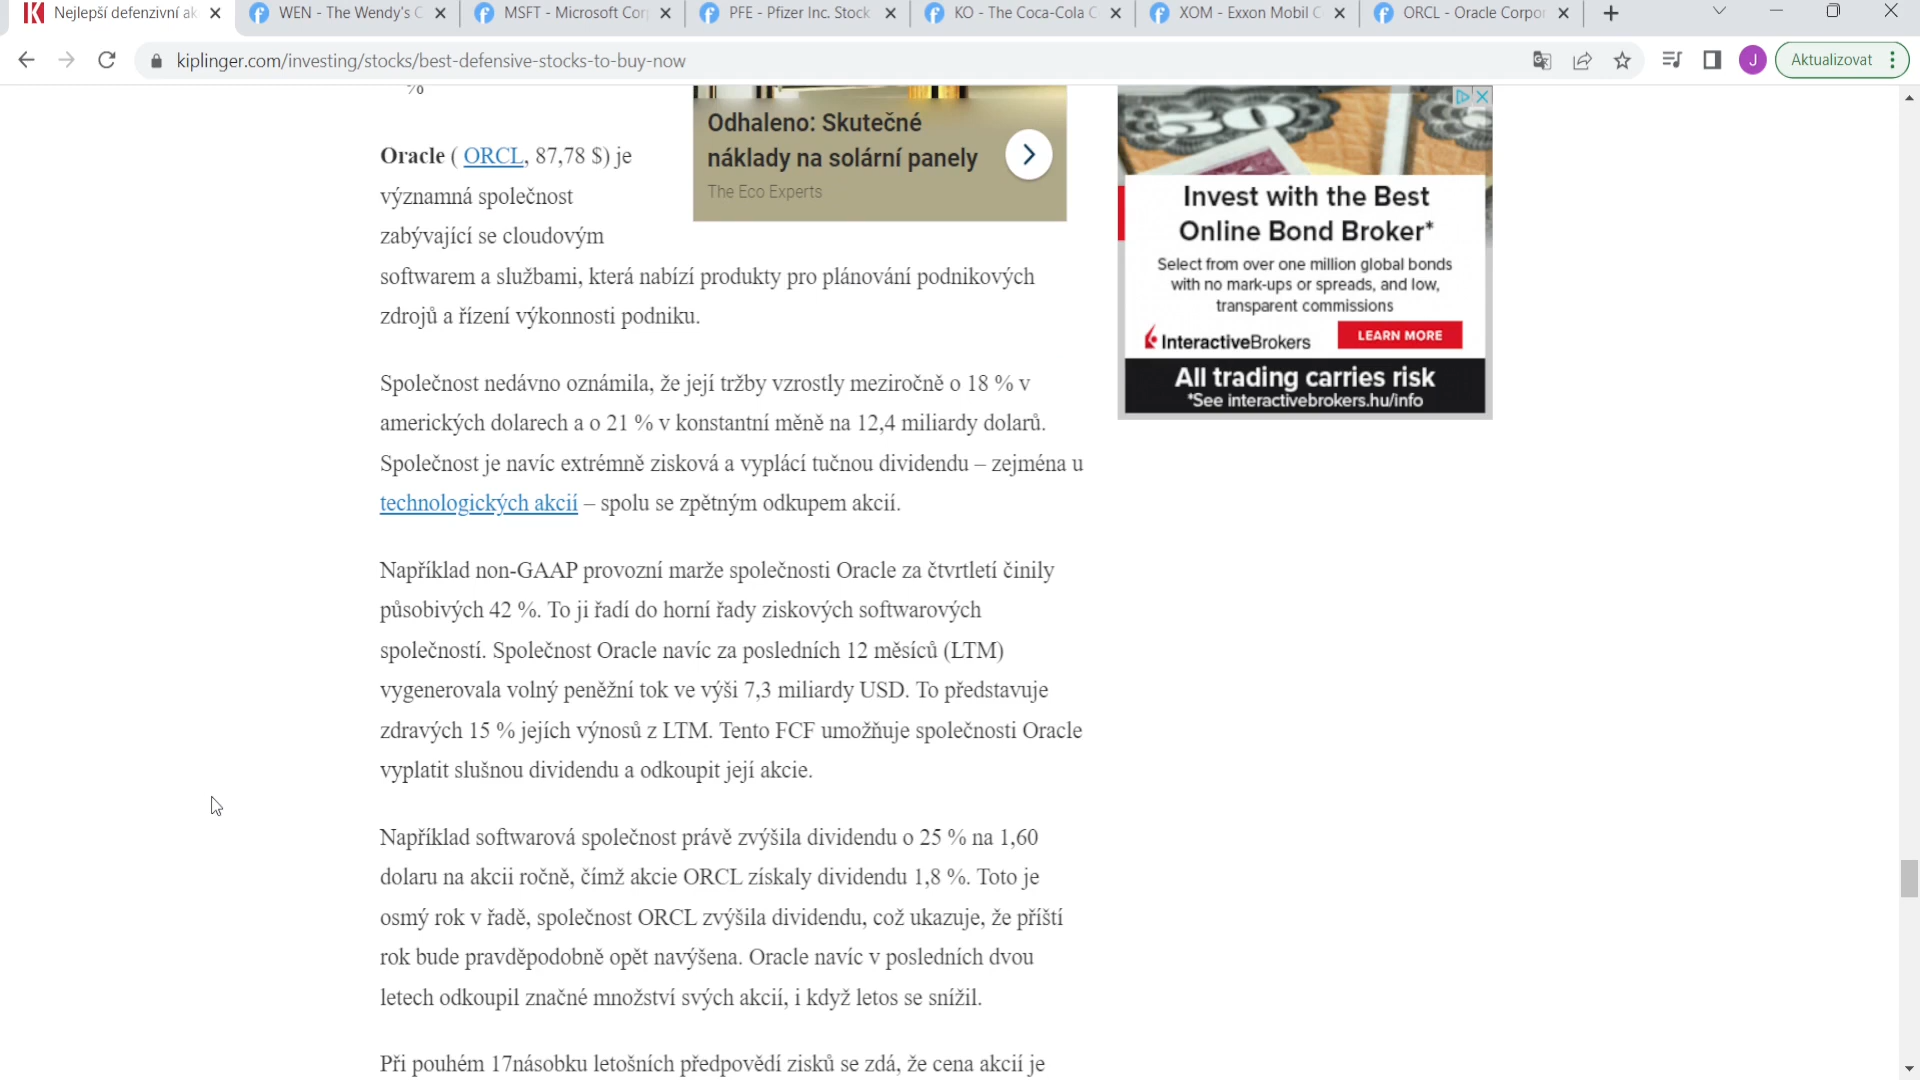 Nejlepší defenzivní ak
WEN - The Wendy's C
MSFT - Microsoft Corp
PFE - Pfizer Inc. Stock
KO - The Coca-Cola C
XOM - Exxon Mobil C
ORCL - Oracle Corpor
kiplinger.com/investing/stocks/best-defensive-stocks-to-buy-now
J
Aktualizovat
%
Odhaleno: Skutečné
náklady na solární panely
The Eco Experts
Oracle ( ORCL, 87,78 $) je
významná společnost
zabývající se cloudovým
softwarem a službami, která nabízí produkty pro plánování podnikových
zdrojů a řízení výkonnosti podniku.
Společnost nedávno oznámila, že její tržby vzrostly meziročně o 18 % v
amerických dolarech a o 21 % v konstantní měně na 12,4 miliardy dolarů.
Společnost je navíc extrémně zisková a vyplácí tučnou dividendu – zejména u
technologických akcií – spolu se zpětným odkupem akcií.
Například non-GAAP provozní marže společnosti Oracle za čtvrtletí činily
působivých 42 %. To ji řadí do horní řady ziskových softwarových
společností. Společnost Oracle navíc za posledních 12 měsíců (LTM)
vygenerovala volný peněžní tok ve výši 7,3 miliardy USD. To představuje
zdravých 15 % jejích výnosů z LTM. Tento FCF umožňuje společnosti Oracle
vyplatit slušnou dividendu a odkoupit její akcie.
Například softwarová společnost právě zvýšila dividendu o 25 % na 1,60
dolaru na akcii ročně, čímž akcie ORCL získaly dividendu 1,8 %. Toto je
osmý rok v řadě, společnost ORCL zvýšila dividendu, což ukazuje, že příští
rok bude pravděpodobně opět navýšena. Oracle navíc v posledních dvou
letech odkoupil značné množství svých akcií, i když letos se snížil.
Při pouhém 17násobku letošních předpovědí zisků se zdá, že cena akcií je
50
Invest with the Best
Online Bond Broker*
Select from over one million global bonds
with no mark-ups or spreads, and low,
transparent commissions
InteractiveBrokers
LEARN MORE
All trading carries risk
*See interactivebrokers.hu/info